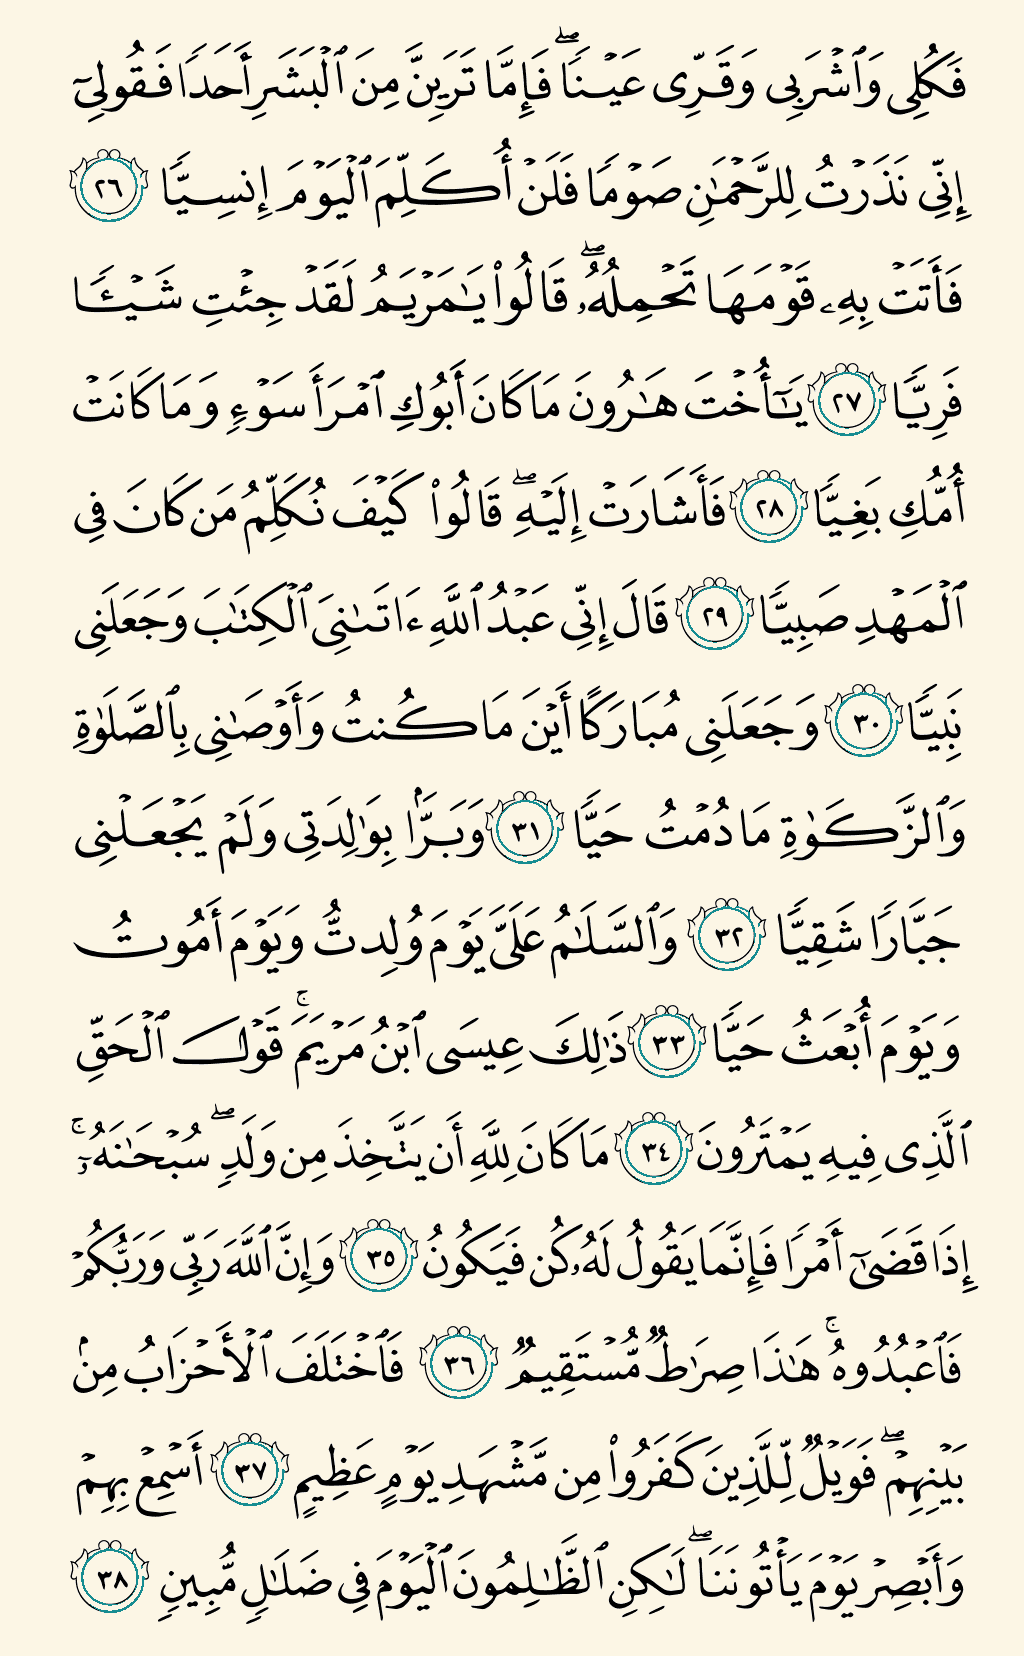 فَكُلِى وَٱشْرَبِى وَقَرِّى عَيْنًا ۖ فَإِمَّا تَرَيِنَّ مِنَ ٱلْبَشَرِ أَحَدًا فَقُولِىٓ
إِنِّى نَذَرْتُ لِلرَّحْمَـٰنِ صَوْمًا فَلَنْ أُكَلِّمَ ٱلْيَوْمَ إِنسِيًّا ٢٦
فَأَتَتْ بِهِۦ قَوْمَهَا تَحْمِلُهُۥ ۖ قَالُوا۟ يَـٰمَرْيَمُ لَقَدْ جِئْتِ شَيْـًٔا
فَرِيًّا ٢٧ يَـٰٓأُخْتَ هَـٰرُونَ مَا كَانَ أَبُوكِ ٱمْرَأَ سَوْءٍ وَمَا كَانَتْ
أُمُّكِ بَغِيًّا ٢٨ فَأَشَارَتْ إِلَيْهِ ۖ قَالُوا۟ كَيْفَ نُكَلِّمُ مَن كَانَ فِى
ٱلْمَهْدِ صَبِيًّا ٢٩ قَالَ إِنِّى عَبْدُ ٱللَّهِ ءَاتَىٰنِىَ ٱلْكِتَـٰبَ وَجَعَلَنِى
نَبِيًّا ٣٠ وَجَعَلَنِى مُبَارَكًا أَيْنَ مَا كُنتُ وَأَوْصَـٰنِى بِٱلصَّلَوٰةِ
وَٱلزَّكَوٰةِ مَا دُمْتُ حَيًّا ٣١ وَبَرًّۢا بِوَٰلِدَتِى وَلَمْ يَجْعَلْنِى
جَبَّارًا شَقِيًّا ٣٢ وَٱلسَّلَـٰمُ عَلَىَّ يَوْمَ وُلِدتُّ وَيَوْمَ أَمُوتُ
وَيَوْمَ أُبْعَثُ حَيًّا ٣٣ ذَٰلِكَ عِيسَى ٱبْنُ مَرْيَمَ ۚ قَوْلَ ٱلْحَقِّ
ٱلَّذِى فِيهِ يَمْتَرُونَ ٣٤ مَا كَانَ لِلَّهِ أَن يَتَّخِذَ مِن وَلَدٍ ۖ سُبْحَـٰنَهُۥٓ ۚ
إِذَا قَضَىٰٓ أَمْرًا فَإِنَّمَا يَقُولُ لَهُۥ كُن فَيَكُونُ ٣٥ وَإِنَّ ٱللَّهَ رَبِّى وَرَبُّكُمْ
فَٱعْبُدُوهُ ۚ هَـٰذَا صِرَٰطٌ مُّسْتَقِيمٌ ٣٦ فَٱخْتَلَفَ ٱلْأَحْزَابُ مِنۢ
بَيْنِهِمْ ۖ فَوَيْلٌ لِّلَّذِينَ كَفَرُوا۟ مِن مَّشْهَدِ يَوْمٍ عَظِيمٍ ٣٧ أَسْمِعْ بِهِمْ
وَأَبْصِرْ يَوْمَ يَأْتُونَنَا ۖ لَـٰكِنِ ٱلظَّـٰلِمُونَ ٱلْيَوْمَ فِى ضَلَـٰلٍ مُّبِينٍ ٣٨